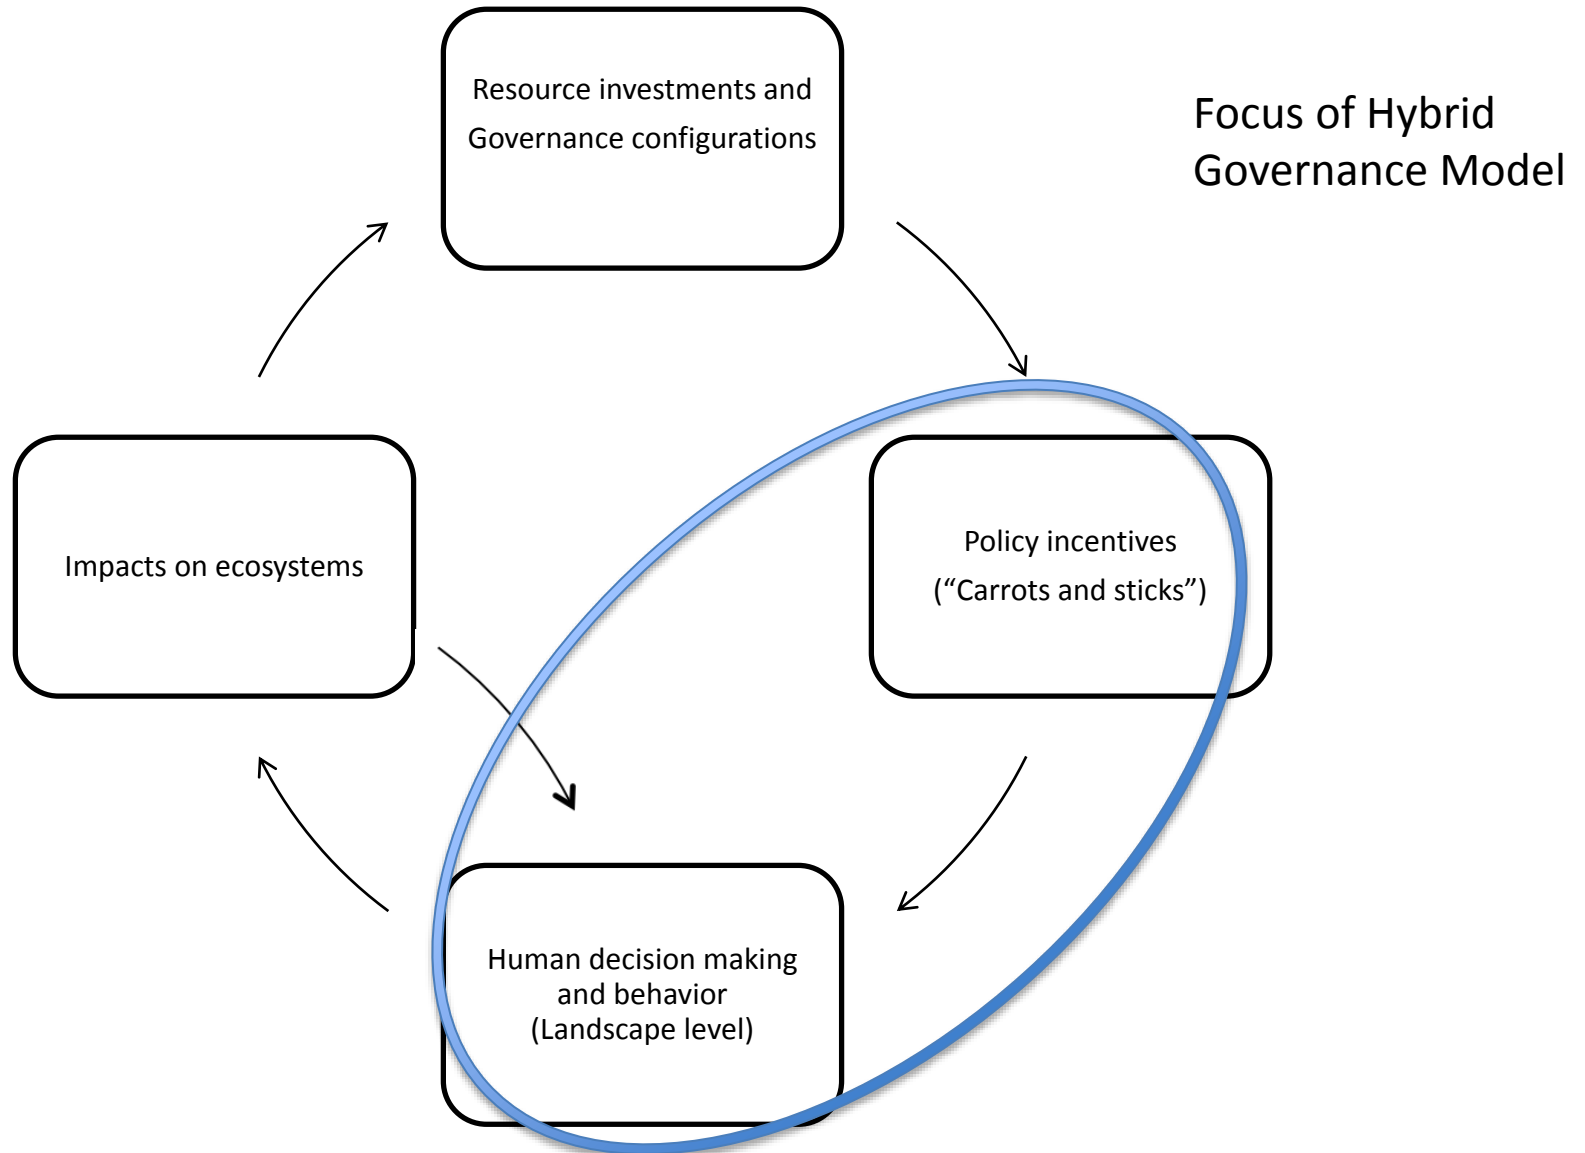 Resource investments and
Governance configurations
Focus of Hybrid
Governance Model
Impacts on ecosystems
Policy incentives
(“Carrots and sticks”)
Human decision making
and behavior
(Landscape level)